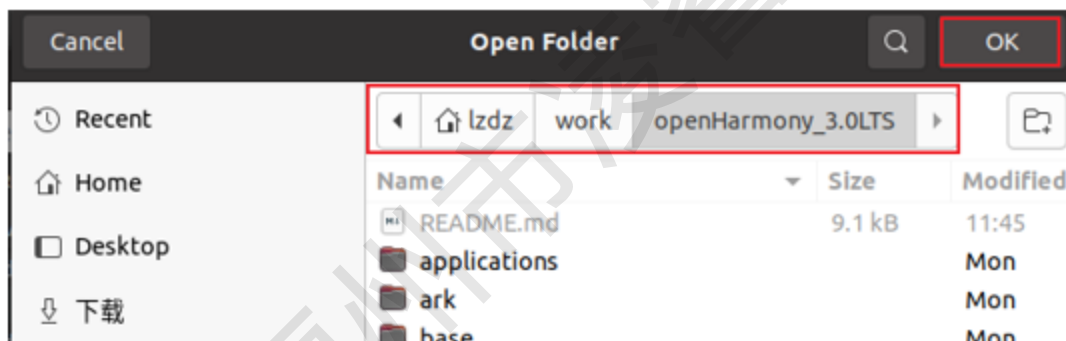 Cancel Open Folder OK
Recent
lzdz work openHarmony_3.0LTS
Home
Name Size Modified
README.md 9.1 kB 11:45
Desktop
applications Mon
ark Mon
下载
base Mon